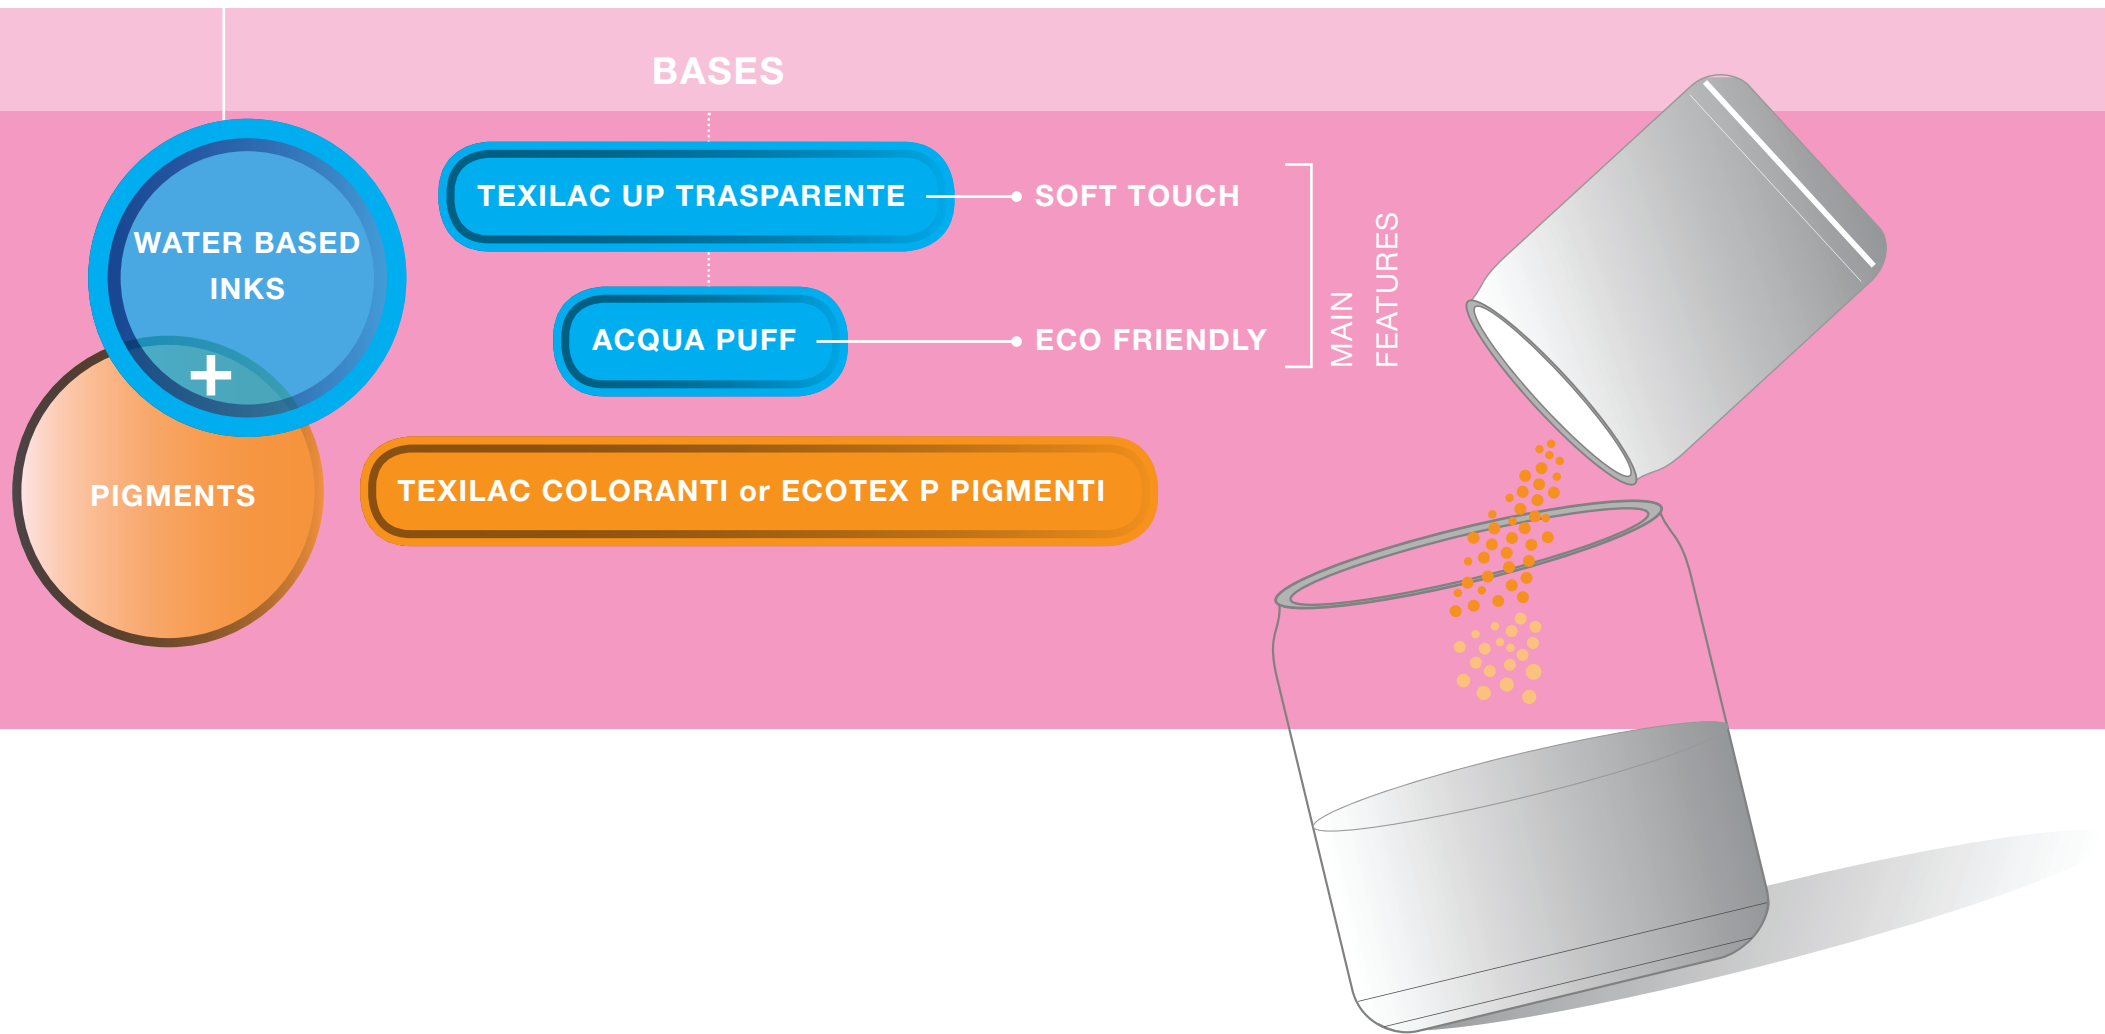 BASES
TEXILAC UP TRASPARENTE
SOFT TOUCH
WATER BASED
INKS
ACQUA PUFF
ECO FRIENDLY
MAIN
FEATURES
+
PIGMENTS
TEXILAC COLORANTI or ECOTEX P PIGMENTI